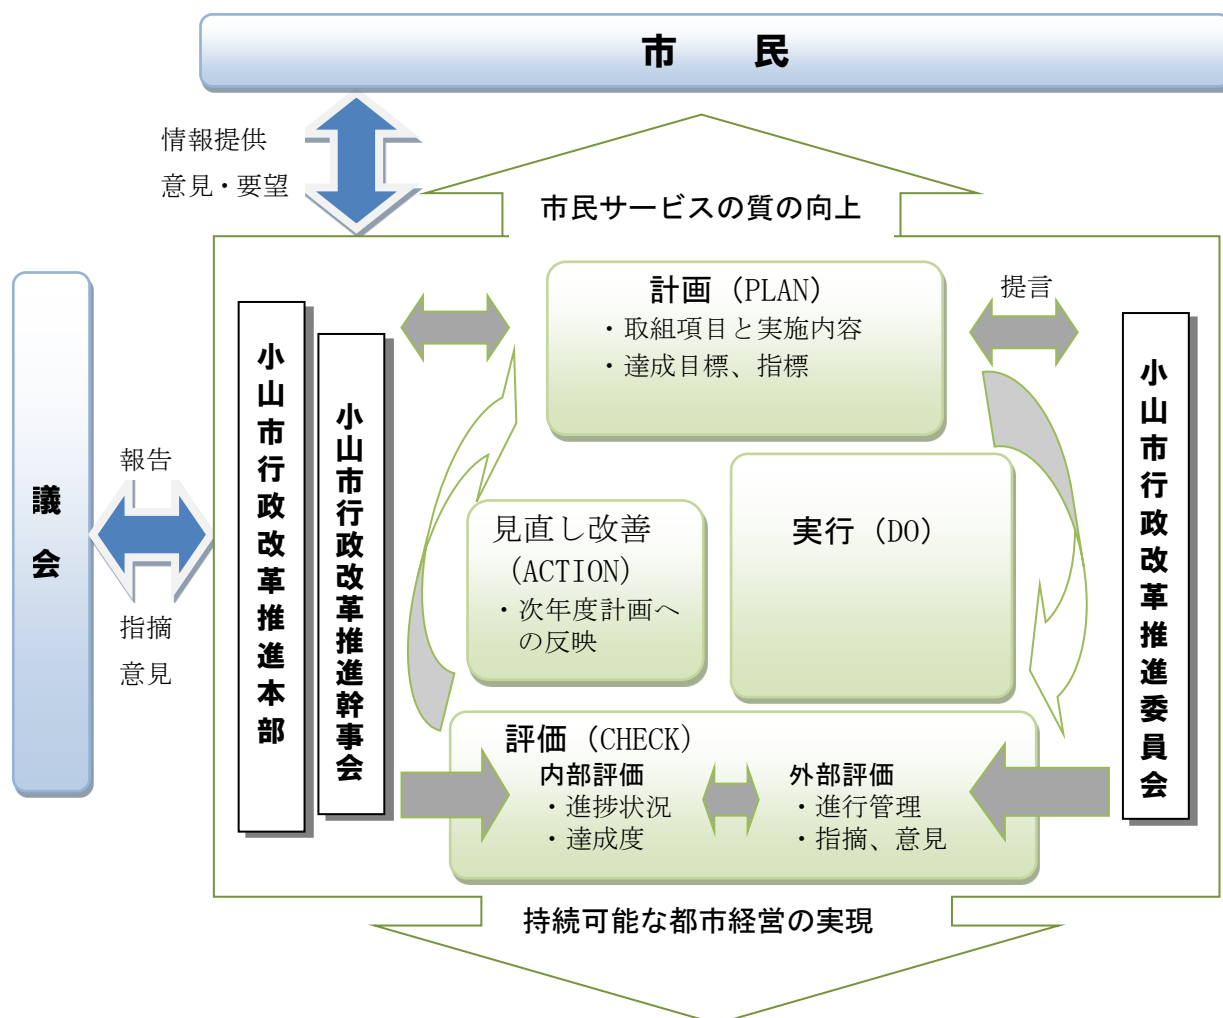 市　　民
情報提供
意見・要望
市民サービスの質の向上
計画（PLAN）
・取組項目と実施内容
・達成目標、指標
提言
議会
報告
指摘
意見
小山市行政改革推進本部
小山市行政改革推進幹事会
見直し改善
（ACTION）
・次年度計画へ
の反映
実行（DO）
小山市行政改革推進委員会
評価（CHECK）
内部評価
・進捗状況
・達成度
外部評価
・進行管理
・指摘、意見
持続可能な都市経営の実現